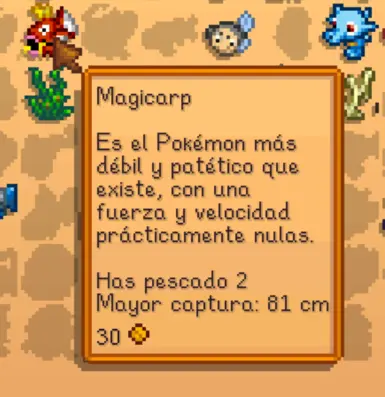 Magicarp
Es el Pokémon más
débil y patético que
existe, con una
fuerza y velocidad
prácticamente nulas.
Has pescado 2
Mayor captura: 81 cm
30